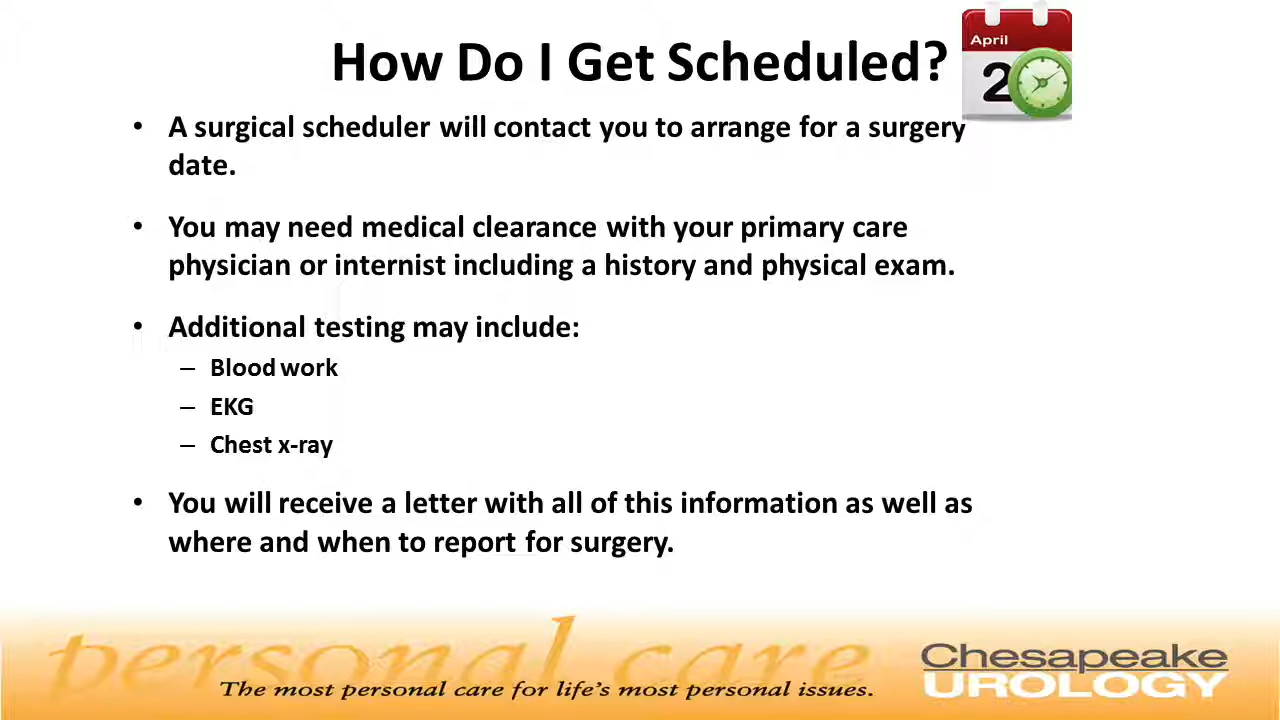 How Do I Get Scheduled?
April
2
• A surgical scheduler will contact you to arrange for a surgery
date.
• You may need medical clearance with your primary care
physician or internist including a history and physical exam.
• Additional testing may include:
– Blood work
– EKG
– Chest x-ray
• You will receive a letter with all of this information as well as
where and when to report for surgery.
personal care
The most personal care for life's most personal issues.
Chesapeake
UROLOGY